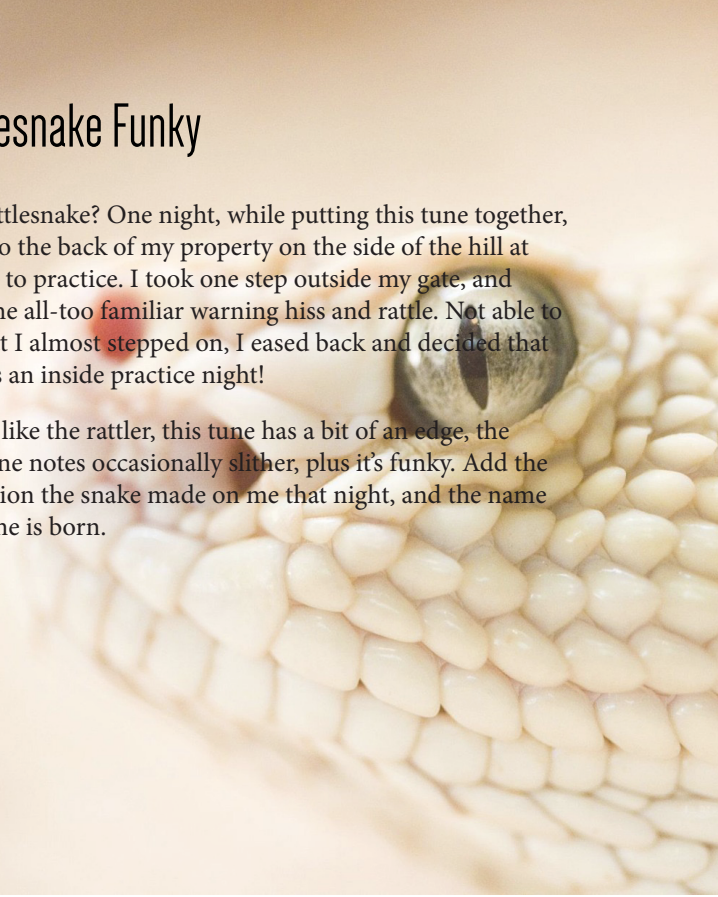 esnake Funky
ttlesnake? One night, while putting this tune together,
o the back of my property on the side of the hill at
to practice. I took one step outside my gate, and
ne all-too familiar warning hiss and rattle. Not able to
t I almost stepped on, I eased back and decided that
s an inside practice night!
like the rattler, this tune has a bit of an edge, the
ne notes occasionally slither, plus it’s funky. Add the
ion the snake made on me that night, and the name
ne is born.